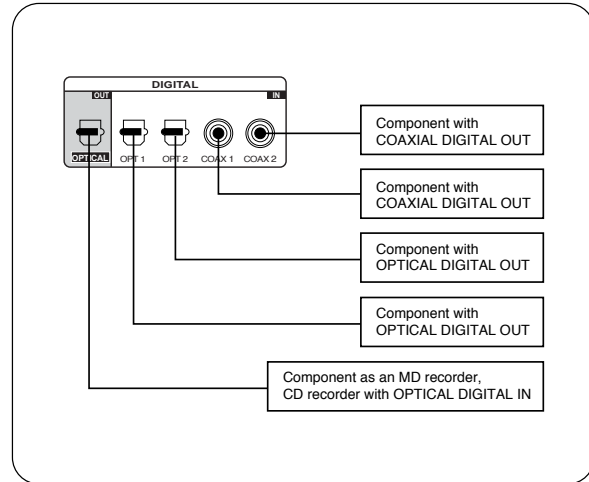 DIGITAL
OUT
IN
OPTICAL
OPT 1
OPT 2
COAX 1
COAX 2
Component with
COAXIAL DIGITAL OUT
Component with
COAXIAL DIGITAL OUT
Component with
OPTICAL DIGITAL OUT
Component with
OPTICAL DIGITAL OUT
Component as an MD recorder,
CD recorder with OPTICAL DIGITAL IN